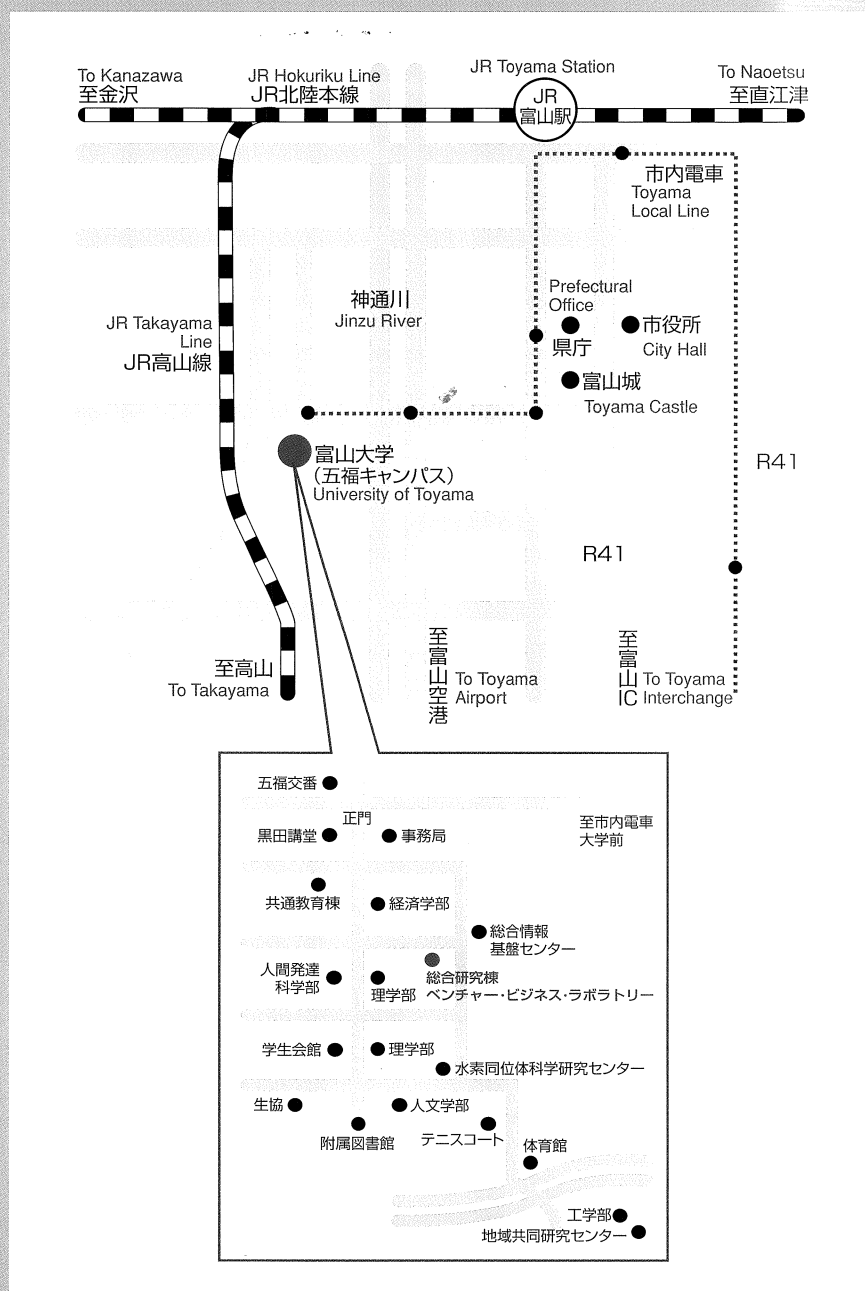 To Kanazawa
至金沢
JR Hokuriku Line
JR北陸本線
JR Toyama Station
JR
富山駅
To Naoetsu
至直江津
市内電車
Toyama
Local Line
神通川
Jinzu River
Prefectural
Office
県庁
市役所
City Hall
富山城
Toyama Castle
JR Takayama
Line
JR高山線
富山大学
(五福キャンパス)
University of Toyama
R41
R41
至高山
To Takayama
至富山空港
To Toyama
Airport
至富山IC
To Toyama
Interchange
五福交番
正門
黒田講堂
事務局
至市内電車
大学前
共通教育棟
経済学部
総合情報
基盤センター
人間発達
科学部
理学部
総合研究棟
ベンチャー・ビジネス・ラボラトリー
学生会館
理学部
水素同位体科学研究センター
生協
人文学部
附属図書館
テニスコート
体育館
工学部
地域共同研究センター